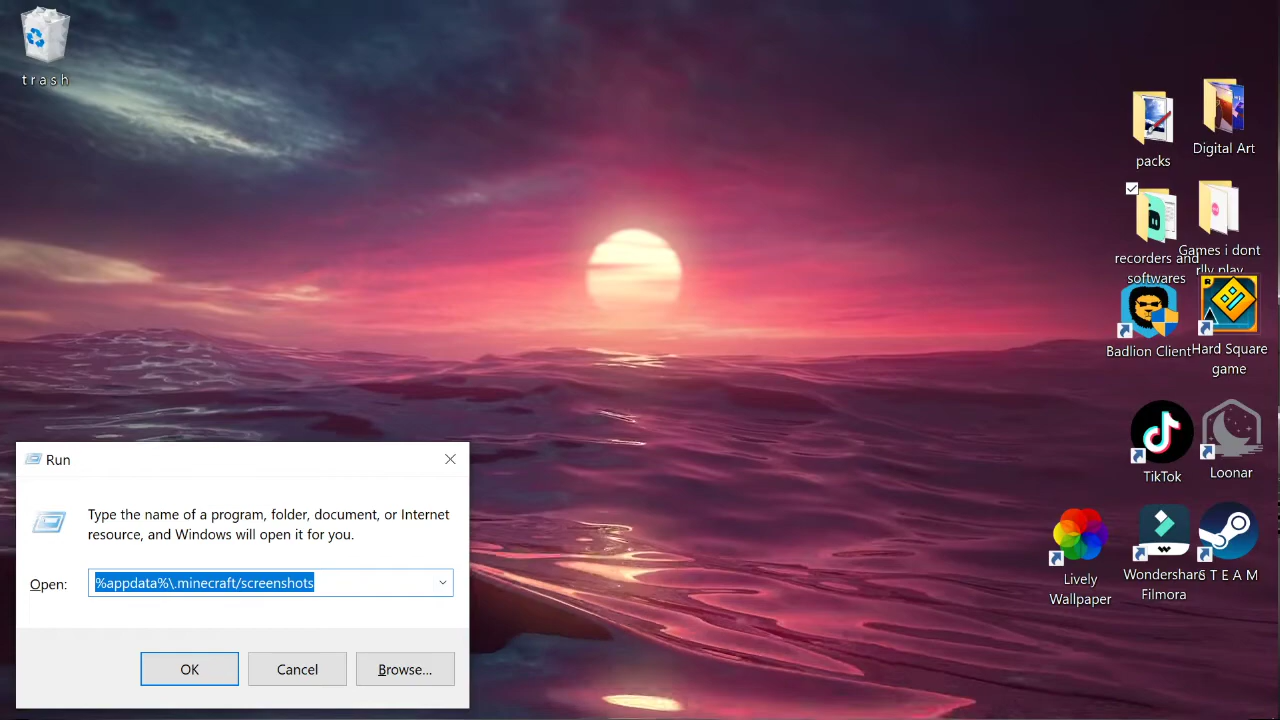 t r a s h
packs
Digital Art
recorders and
softwares
Games i dont
rlly play
Badlion Client
Hard Square
game
TikTok
Loonar
Lively
Wallpaper
Wondershare
Filmora
S T E A M
Run
Type the name of a program, folder, document, or Internet
resource, and Windows will open it for you.
Open:
%appdata%\.minecraft/screenshots
OK
Cancel
Browse...